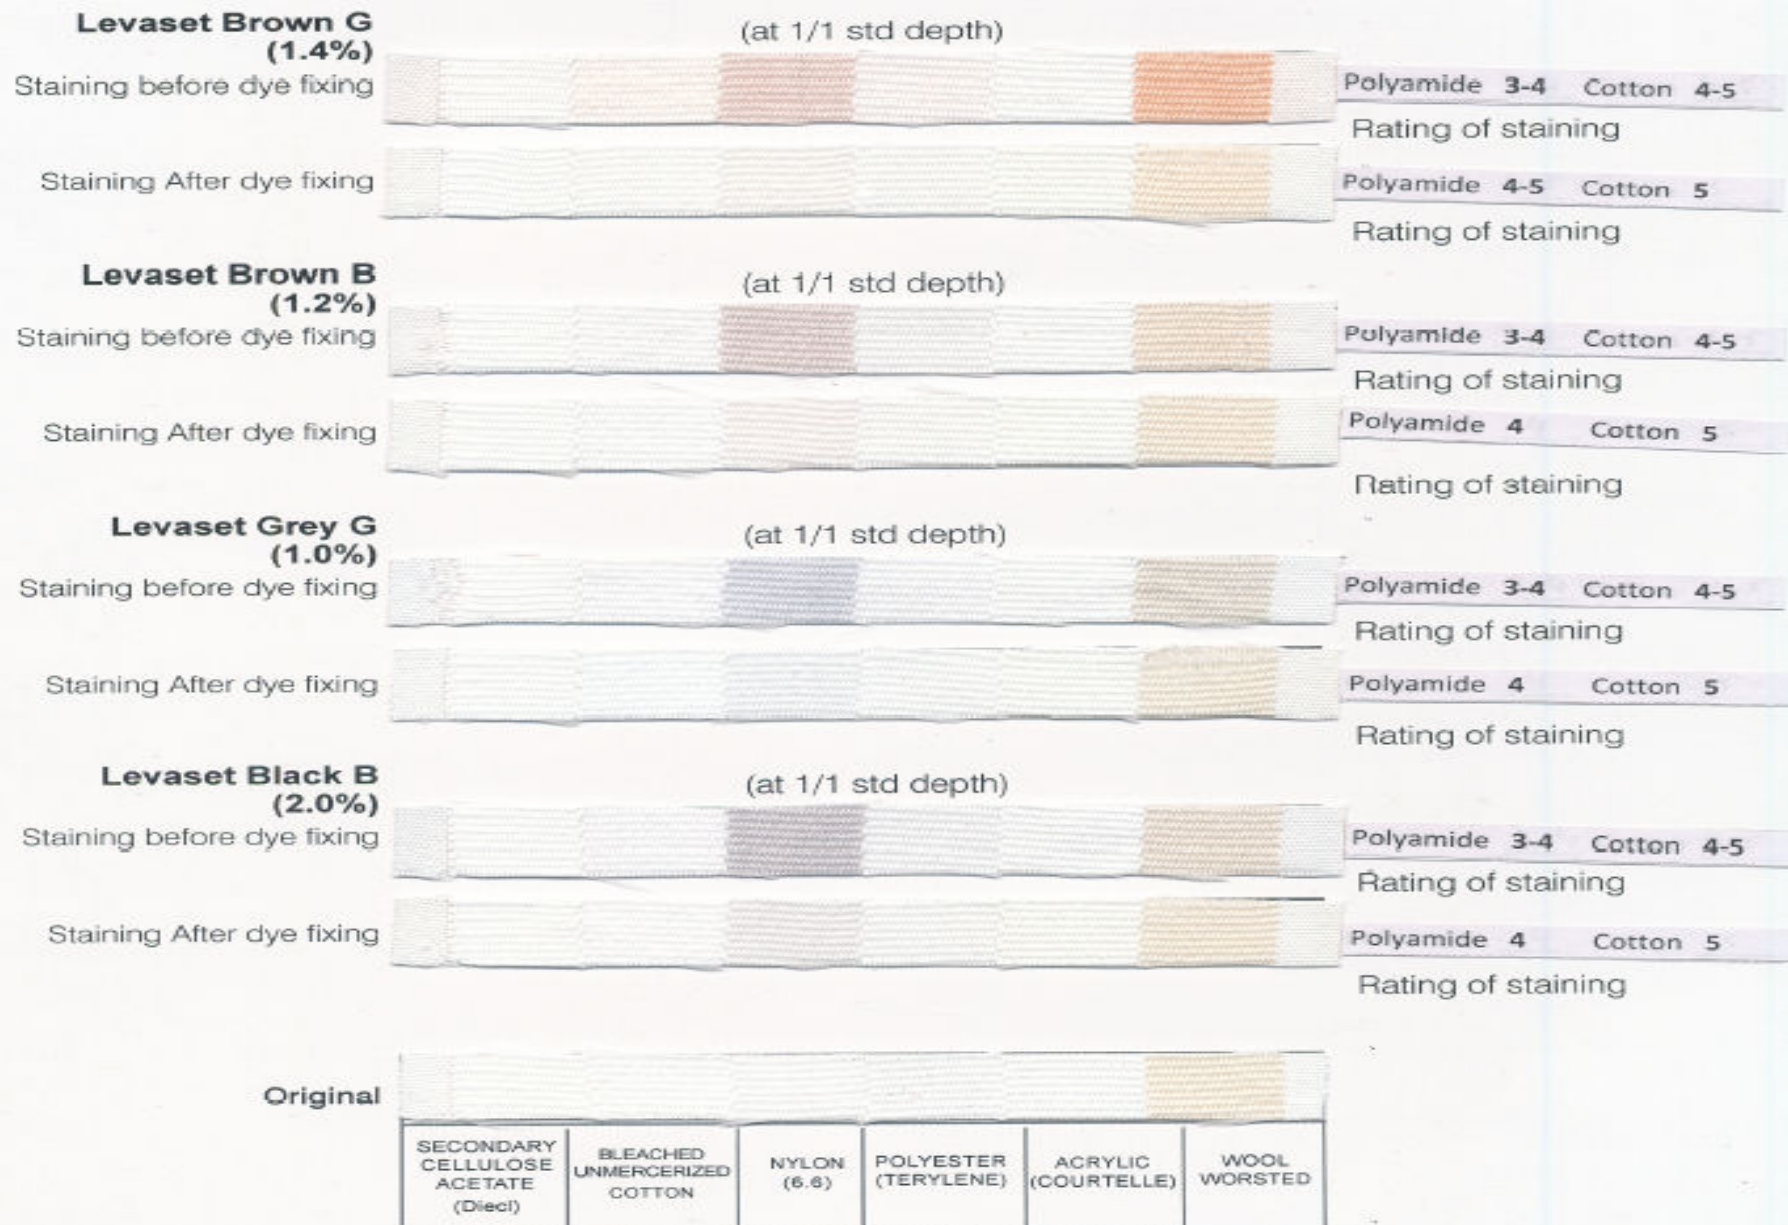 Levaset Brown G
(1.4%)
(at 1/1 std depth)
Staining before dye fixing
Polyamide 3-4 Cotton 4-5
Rating of staining
Staining After dye fixing
Polyamide 4-5 Cotton 5
Rating of staining
Levaset Brown B
(1.2%)
(at 1/1 std depth)
Staining before dye fixing
Polyamide 3-4 Cotton 4-5
Rating of staining
Staining After dye fixing
Polyamide 4 Cotton 5
Rating of staining
Levaset Grey G
(1.0%)
(at 1/1 std depth)
Staining before dye fixing
Polyamide 3-4 Cotton 4-5
Rating of staining
Staining After dye fixing
Polyamide 4 Cotton 5
Rating of staining
Levaset Black B
(2.0%)
(at 1/1 std depth)
Staining before dye fixing
Polyamide 3-4 Cotton 4-5
Rating of staining
Staining After dye fixing
Polyamide 4 Cotton 5
Rating of staining
Original
SECONDARY
CELLULOSE
ACETATE
(Diecl)
BLEACHED
UNMERCERIZED
COTTON
NYLON
(6.6)
POLYESTER
(TERYLENE)
ACRYLIC
(COURTELLE)
WOOL
WORSTED